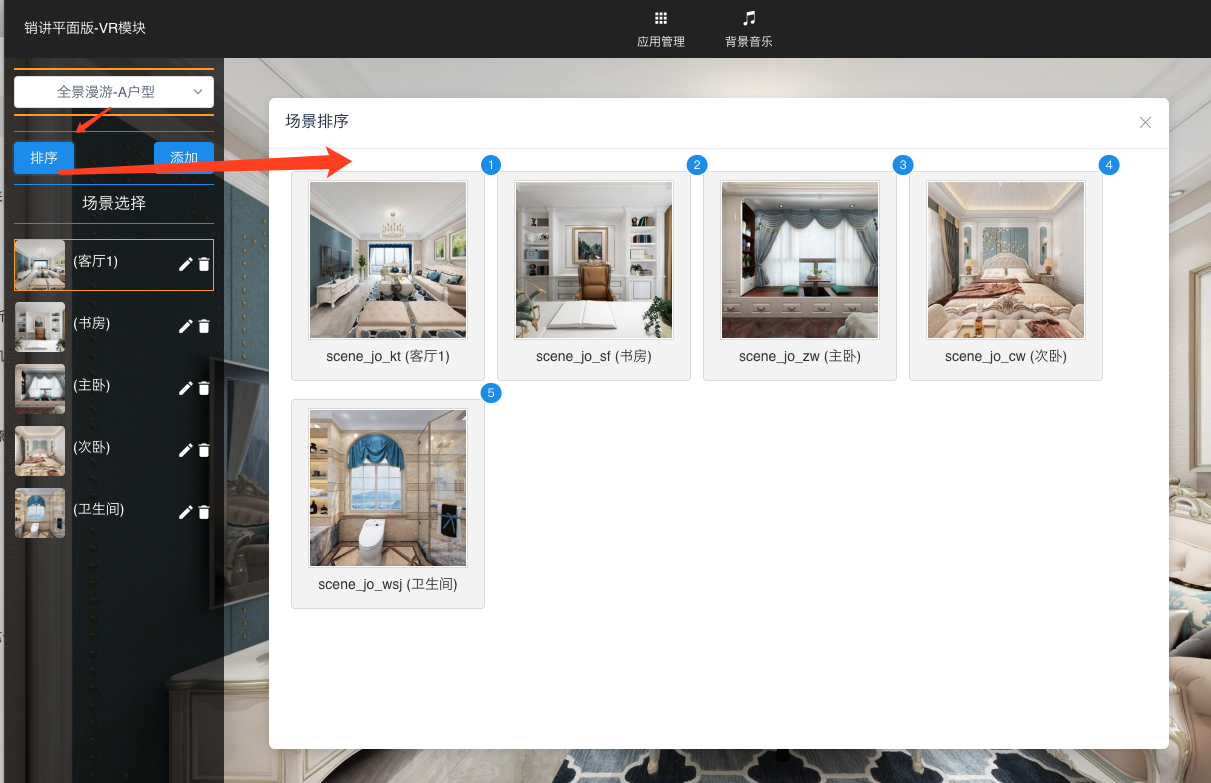 销讲平面版-VR模块
应用管理
背景音乐
全景漫游-A户型
排序
添加
场景选择
(客厅1)
(书房)
(主卧)
(次卧)
(卫生间)
场景排序
1
2
3
4
scene_jo_kt (客厅1)
scene_jo_sf (书房)
scene_jo_zw (主卧)
scene_jo_cw (次卧)
5
scene_jo_wsj (卫生间)